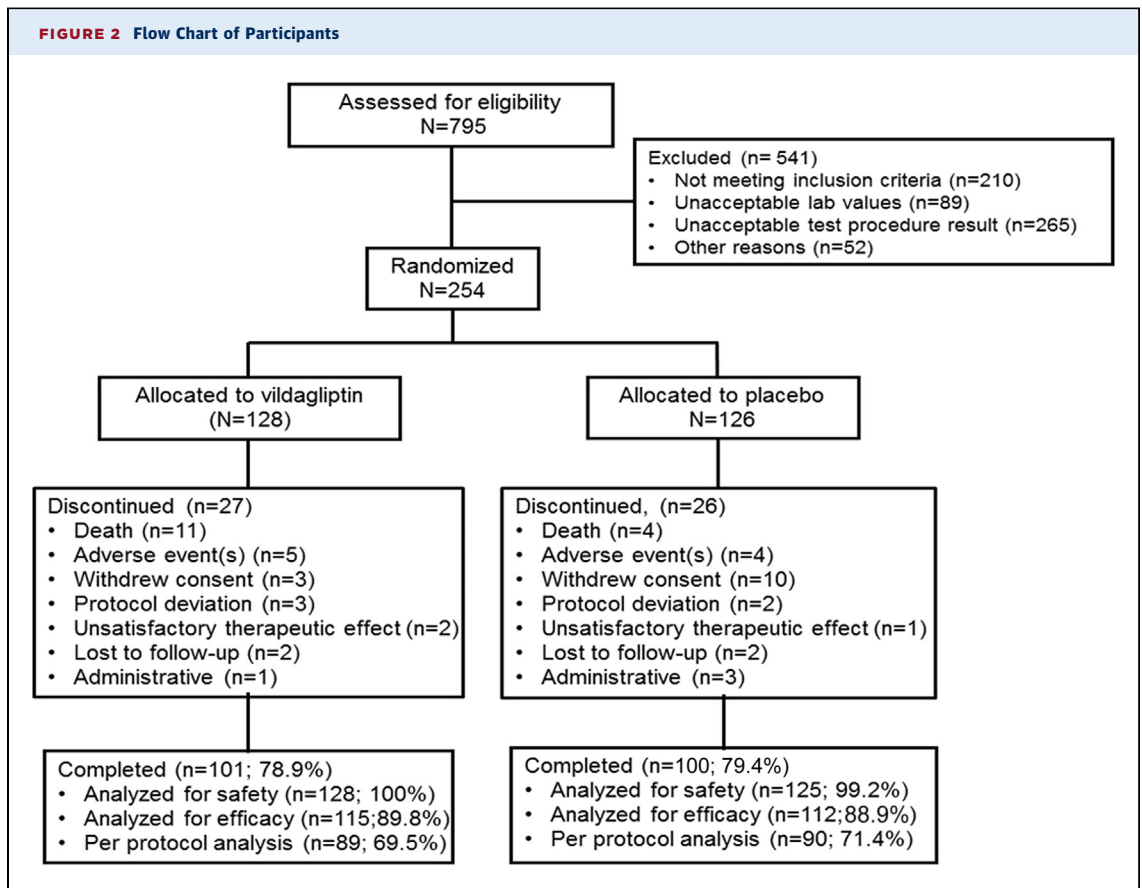 FIGURE 2 Flow Chart of Participants
Assessed for eligibility
N=795
Excluded (n= 541)
• Not meeting inclusion criteria (n=210)
• Unacceptable lab values (n=89)
• Unacceptable test procedure result (n=265)
• Other reasons (n=52)
Randomized
N=254
Allocated to vildagliptin
(N=128)
Allocated to placebo
N=126
Discontinued (n=27)
• Death (n=11)
• Adverse event(s) (n=5)
• Withdrew consent (n=3)
• Protocol deviation (n=3)
• Unsatisfactory therapeutic effect (n=2)
• Lost to follow-up (n=2)
• Administrative (n=1)
Discontinued, (n=26)
• Death (n=4)
• Adverse event(s) (n=4)
• Withdrew consent (n=10)
• Protocol deviation (n=2)
• Unsatisfactory therapeutic effect (n=1)
• Lost to follow-up (n=2)
• Administrative (n=3)
Completed (n=101; 78.9%)
• Analyzed for safety (n=128; 100%)
• Analyzed for efficacy (n=115;89.8%)
• Per protocol analysis (n=89; 69.5%)
Completed (n=100; 79.4%)
• Analyzed for safety (n=125; 99.2%)
• Analyzed for efficacy (n=112;88.9%)
• Per protocol analysis (n=90; 71.4%)